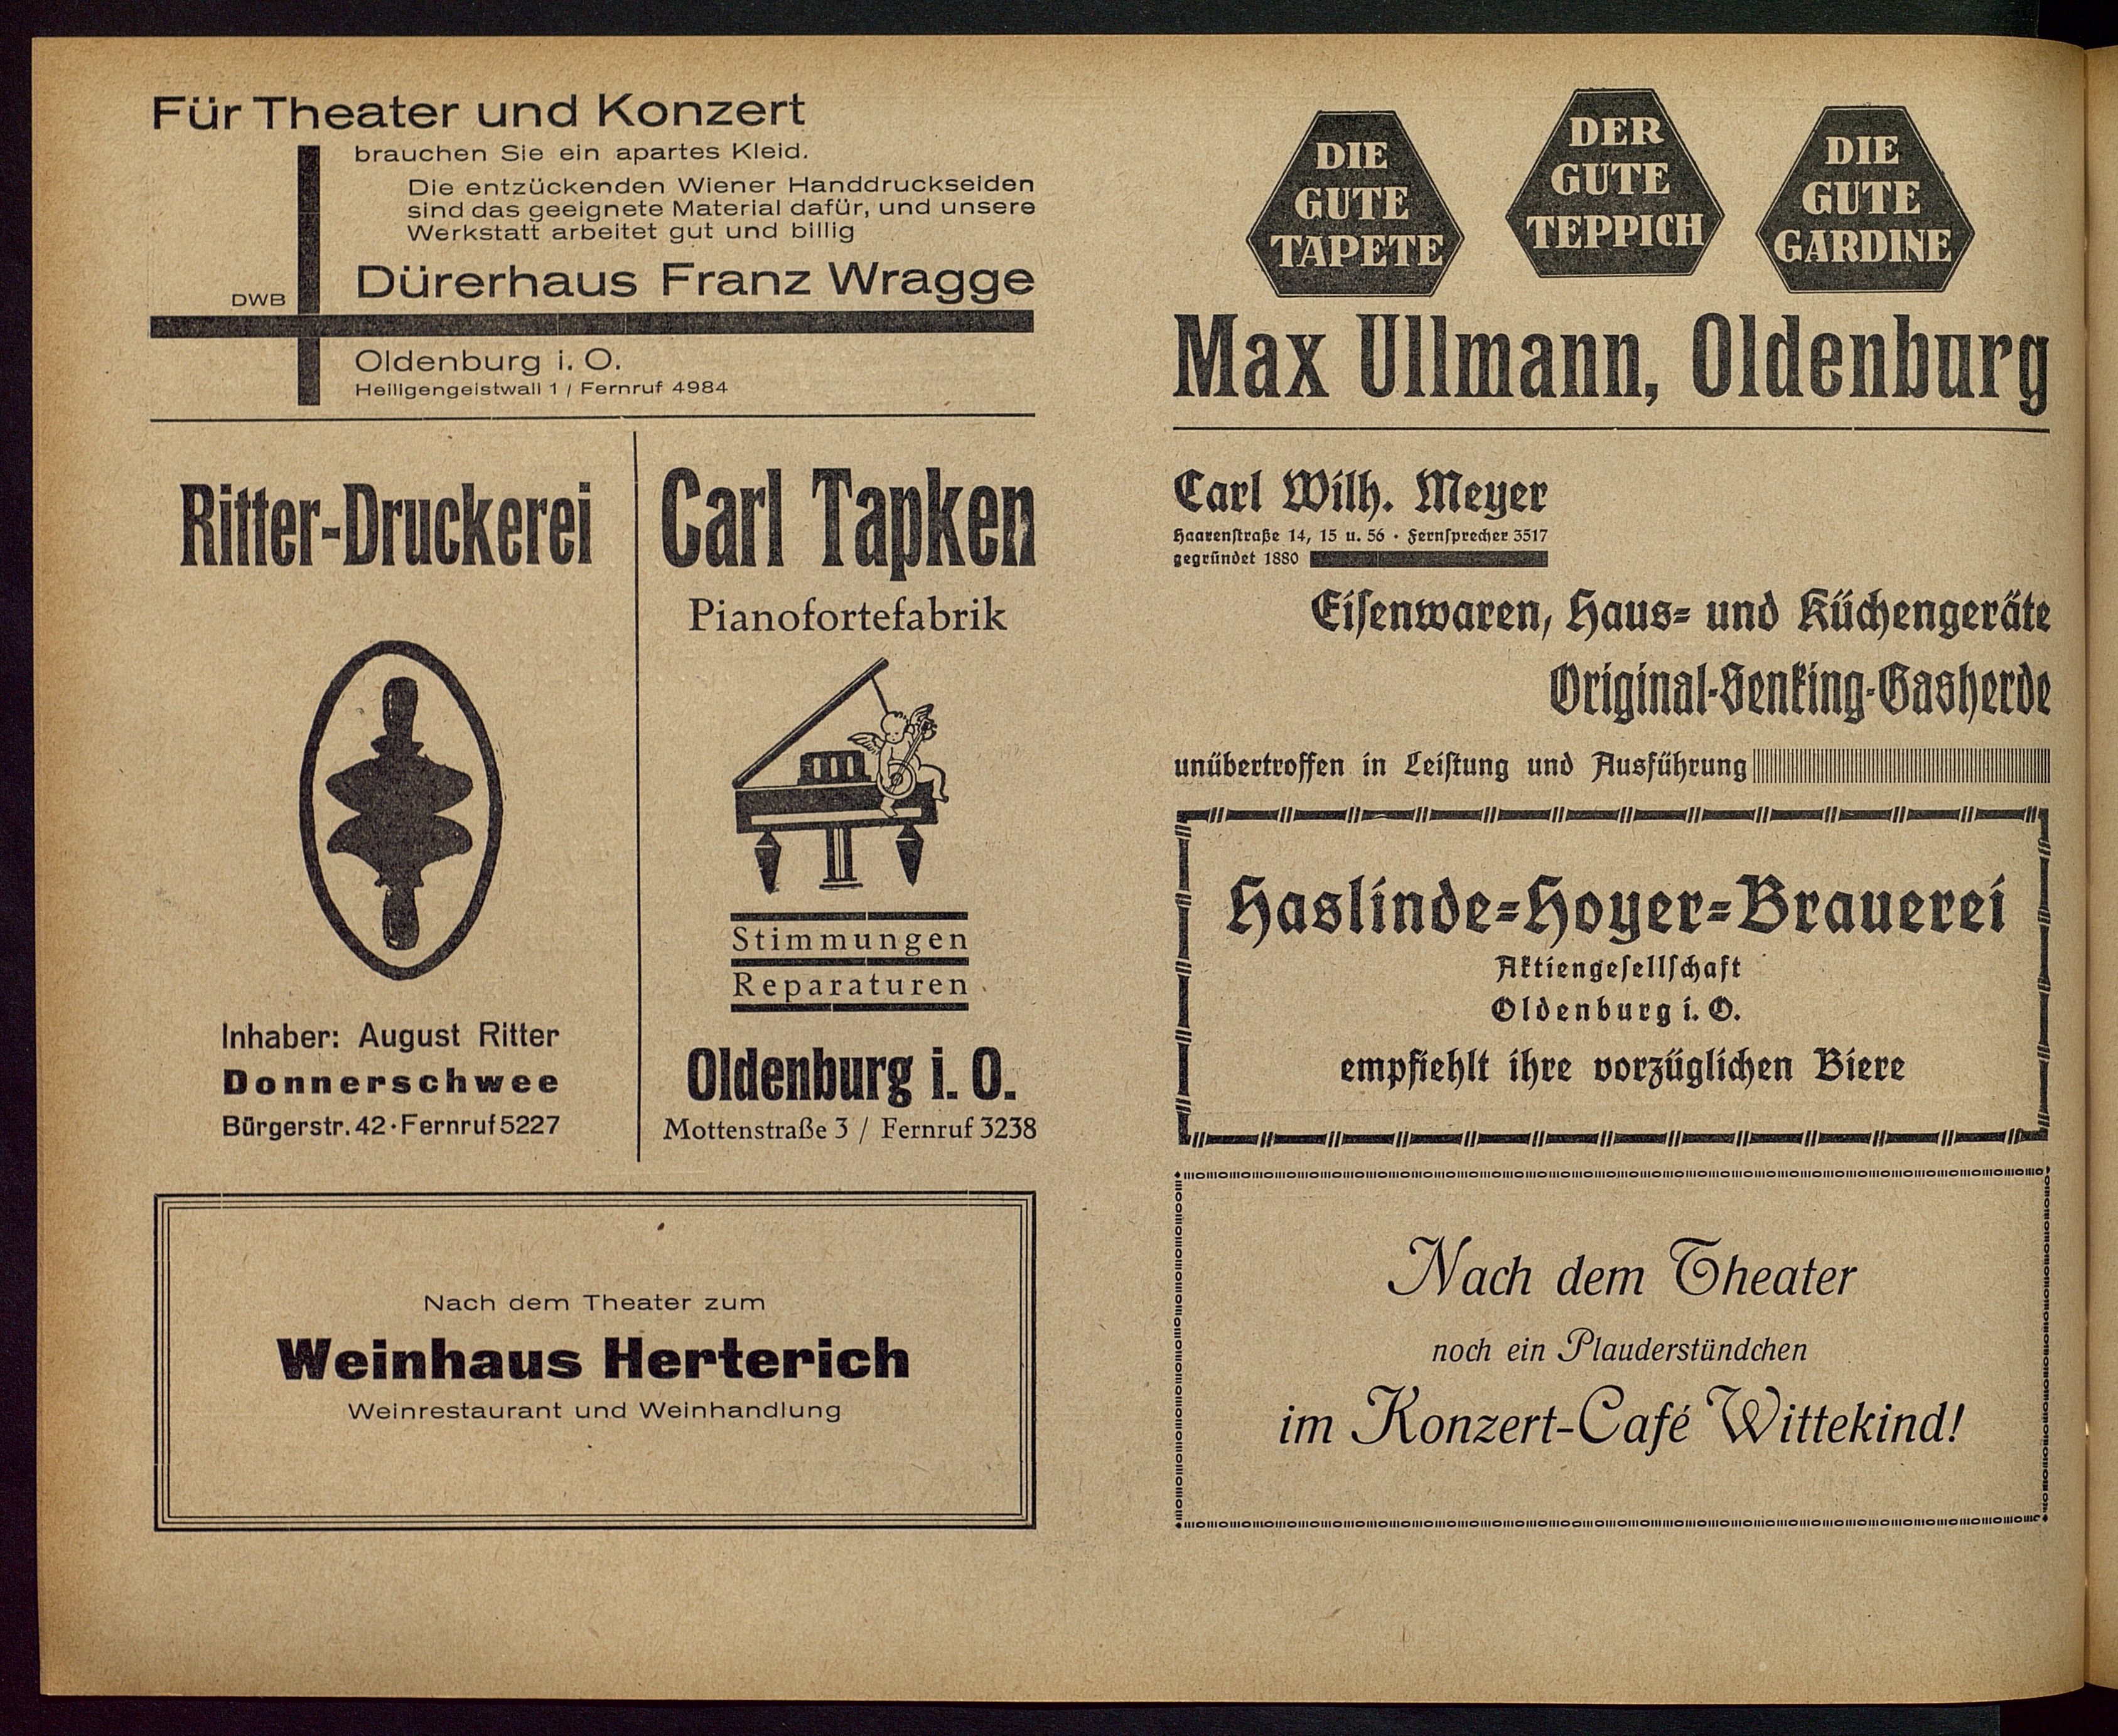 Für Theater und Konzert
brauchen Sie ein apartes Kleid.
Die entzückenden Wiener Handdruckseiden
sind das geeignete Material dafür, und unsere
Werkstatt arbeitet gut und billig
Dürerhaus Franz Wragge
DWB
Oldenburg i. O.
Heiligengeistwall 1 / Fernruf 4984
Ritter-Druckerei
Inhaber: August Ritter
Donnerschwee
Bürgerstr. 42 · Fernruf 5227
Carl Tapken
Pianofortefabrik
Stimmungen
Reparaturen
Oldenburg i. O.
Mottenstraße 3 / Fernruf 3238
Nach dem Theater zum
Weinhaus Herterich
Weinrestaurant und Weinhandlung
DIE
GUTE
TAPETE
DER
GUTE
TEPPICH
DIE
GUTE
GARDINE
Max Ullmann, Oldenburg
Carl Wilh. Meyer
Haarenſtraße 14, 15 u. 56 · Fernſprecher 3517
gegründet 1880
Eiſenwaren, Haus- und Küchengeräte
Original-Senking-Gasherde
unübertroffen in Leiſtung und Ausführung
Haslinde-Hoyer-Brauerei
Aktiengeſellſchaft
Oldenburg i. O.
empfiehlt ihre vorzüglichen Biere
Nach dem Theater
noch ein Plauderstündchen
im Konzert-Café Wittekind!